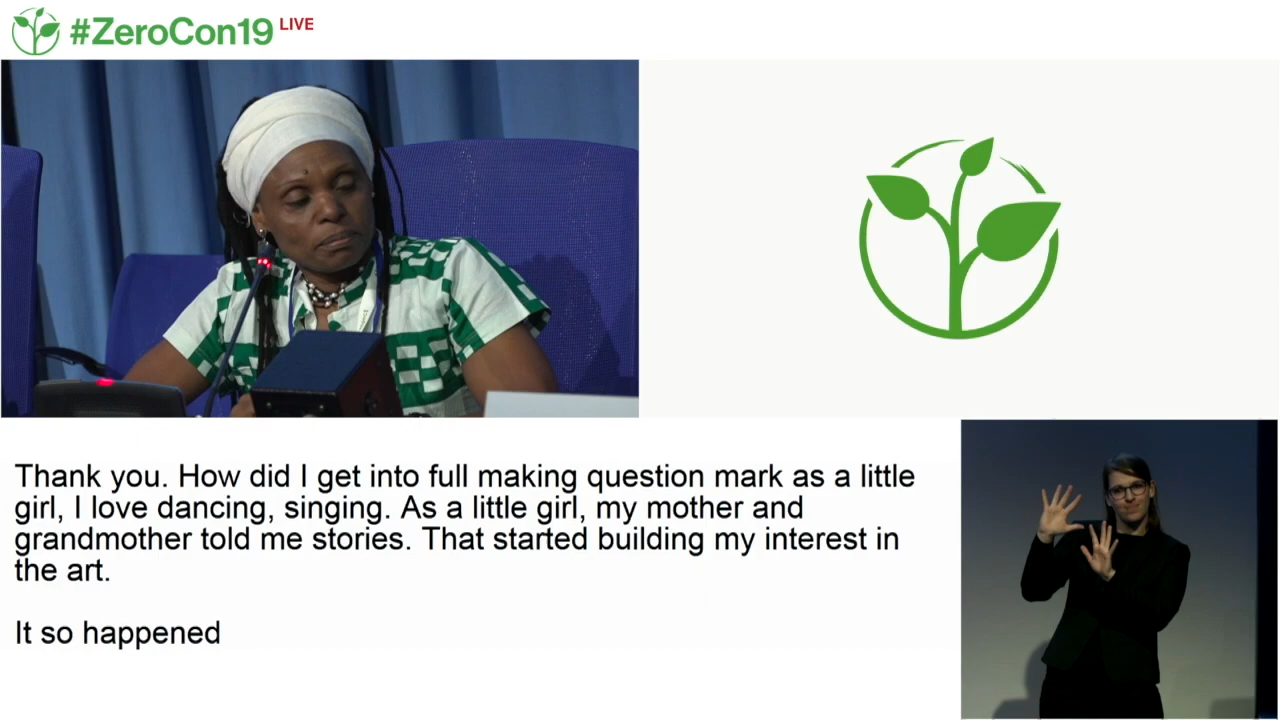 #ZeroCon19 LIVE
Thank you. How did I get into full making question mark as a little
girl, I love dancing, singing. As a little girl, my mother and
grandmother told me stories. That started building my interest in
the art.
It so happened